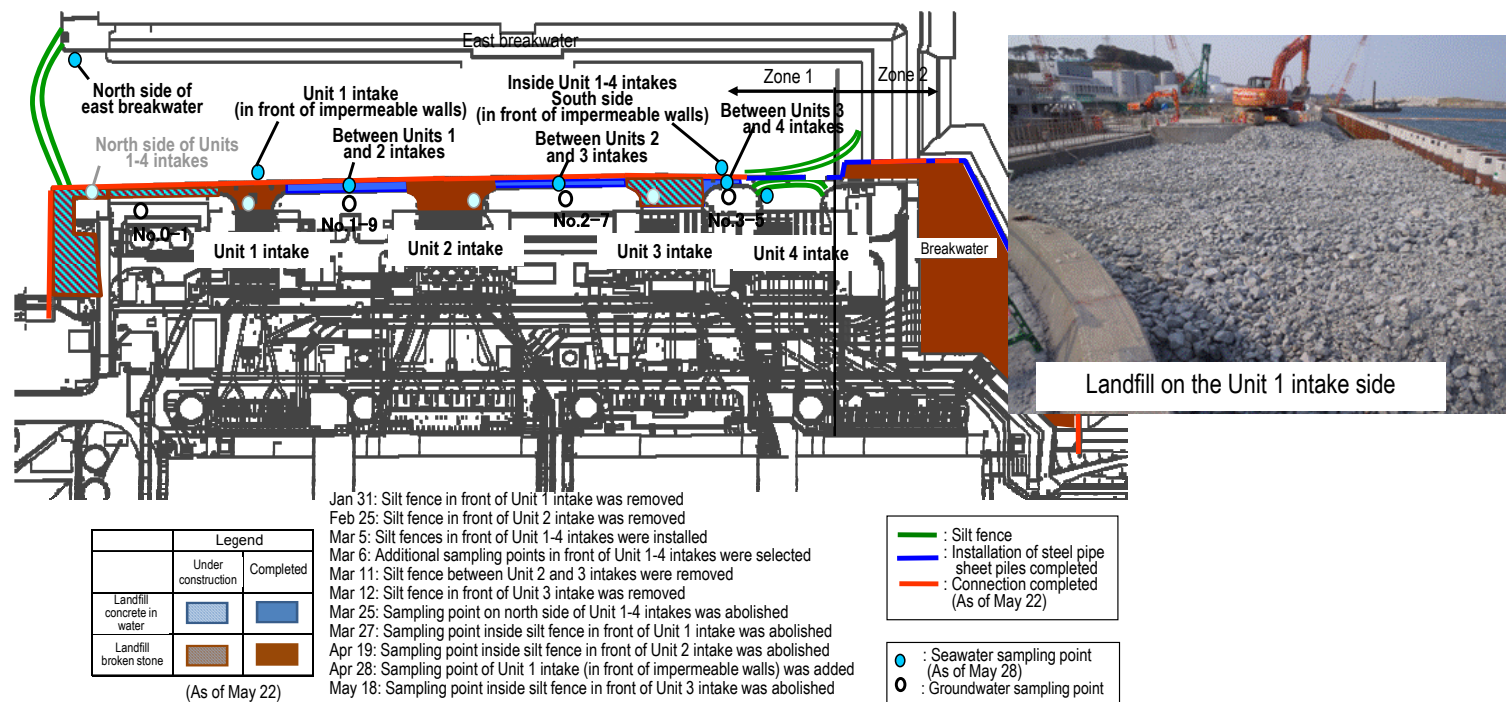 East breakwater
Zone 1
Zone 2
North side of
east breakwater
Unit 1 intake
(in front of impermeable walls)
Inside Unit 1-4 intakes
South side
(in front of impermeable walls)
Between Units 3
and 4 intakes
North side of Units
1-4 intakes
Between Units 1
and 2 intakes
Between Units 2
and 3 intakes
No.0-1
No.1-9
No.2-7
No.3-5
Unit 1 intake
Unit 2 intake
Unit 3 intake
Unit 4 intake
Breakwater
Landfill on the Unit 1 intake side
Jan 31: Silt fence in front of Unit 1 intake was removed
Feb 25: Silt fence in front of Unit 2 intake was removed
Mar 5: Silt fences in front of Unit 1-4 intakes were installed
Mar 6: Additional sampling points in front of Unit 1-4 intakes were selected
Mar 11: Silt fence between Unit 2 and 3 intakes were removed
Mar 12: Silt fence in front of Unit 3 intake was removed
Mar 25: Sampling point on north side of Unit 1-4 intakes was abolished
Mar 27: Sampling point inside silt fence in front of Unit 1 intake was abolished
Apr 19: Sampling point inside silt fence in front of Unit 2 intake was abolished
Apr 28: Sampling point of Unit 1 intake (in front of impermeable walls) was added
May 18: Sampling point inside silt fence in front of Unit 3 intake was abolished
Legend
Under
construction
Completed
Landfill
concrete in
water
Landfill
broken stone
(As of May 22)
: Silt fence
: Installation of steel pipe
sheet piles completed
: Connection completed
(As of May 22)
: Seawater sampling point
(As of May 28)
: Groundwater sampling point